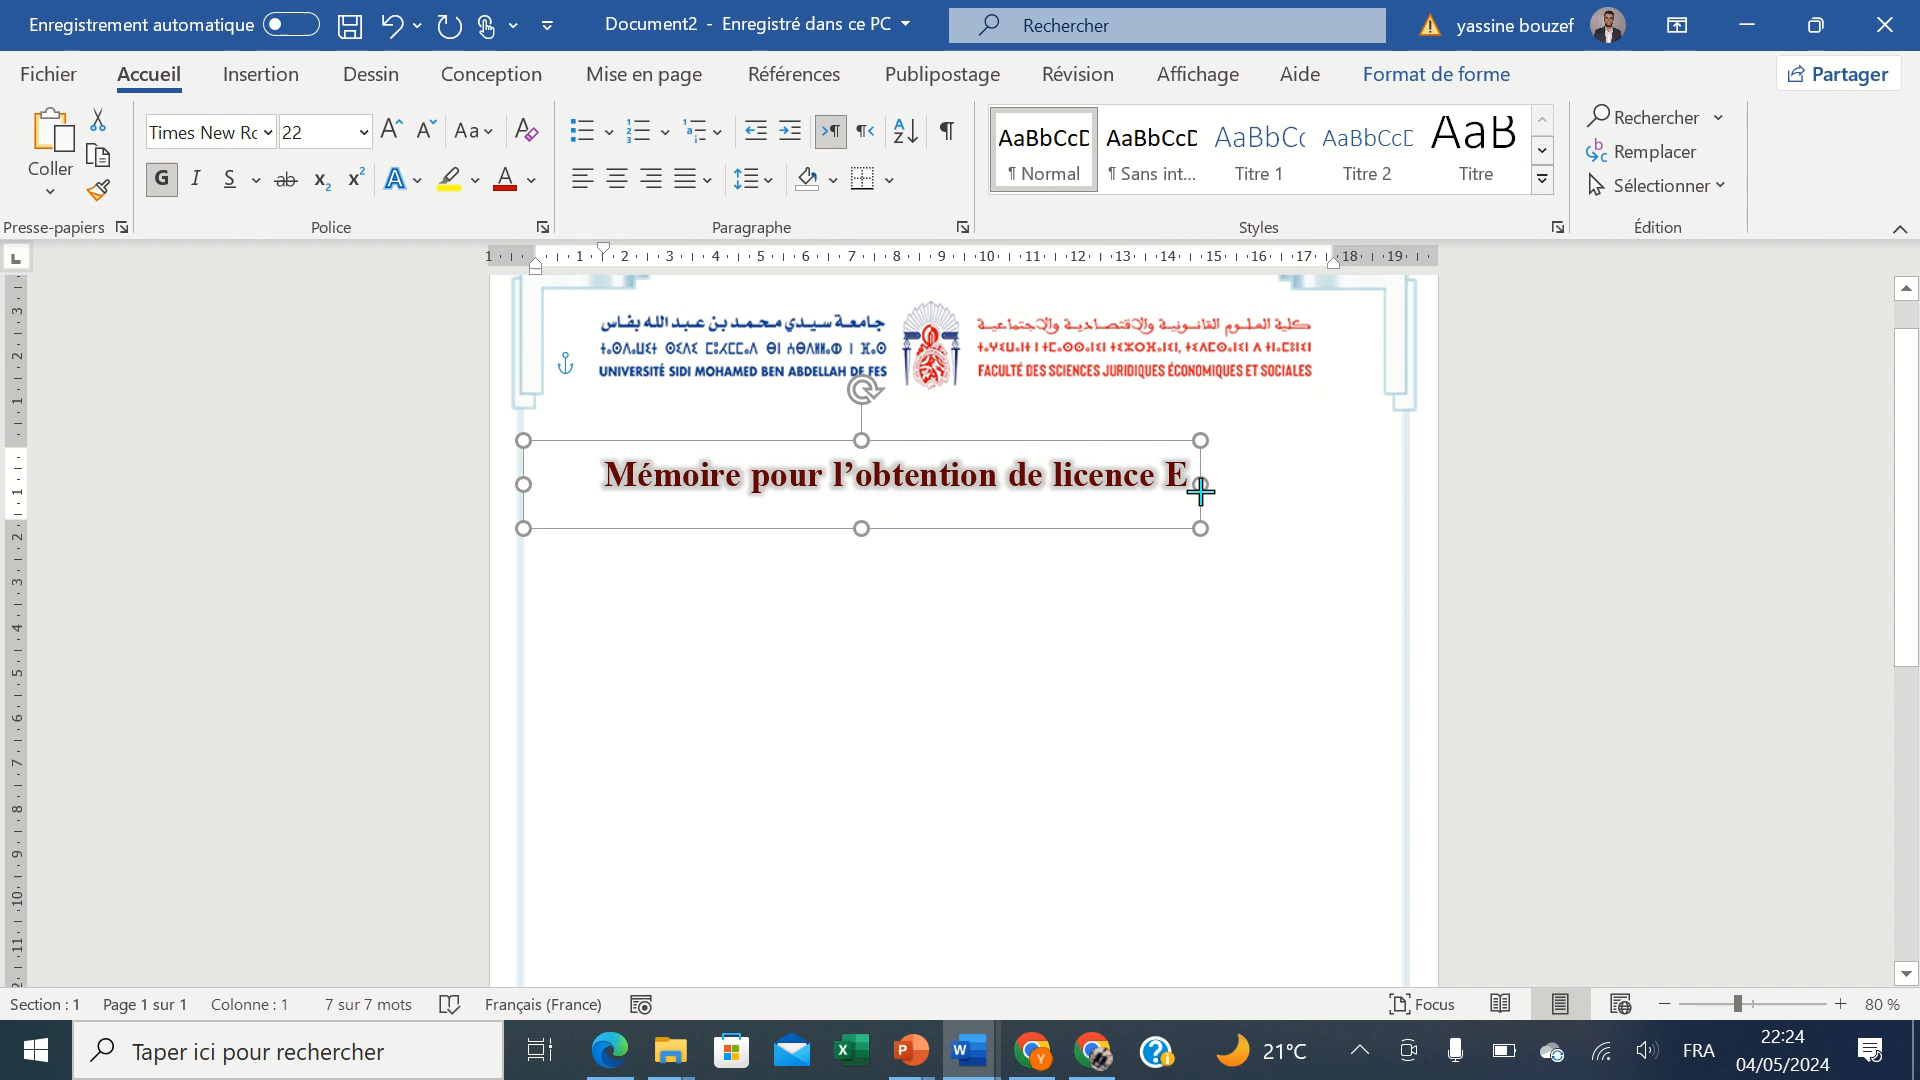 Enregistrement automatique
Document2 - Enregistré dans ce PC
Rechercher
yassine bouzef
Fichier Accueil Insertion Dessin Conception Mise en page Références Publipostage Révision Affichage Aide Format de forme Partager
Coller
Presse-papiers
Times New Rc 22
G I S ab
Police
Paragraphe
AaBbCcD AaBbCcD AaBbCc AaBbCcD AaB
¶ Normal ¶ Sans int... Titre 1 Titre 2 Titre
Styles
Rechercher
Remplacer
Sélectionner
Édition
جامعة سيدي محمد بن عبد الله بفاس
UNIVERSITÉ SIDI MOHAMED BEN ABDELLAH DE FES
كلية العلوم القانونية والاقتصادية والاجتماعية
FACULTÉ DES SCIENCES JURIDIQUES ÉCONOMIQUES ET SOCIALES
Mémoire pour l’obtention de licence E
Section : 1 Page 1 sur 1 Colonne : 1 7 sur 7 mots Français (France) Focus 80 %
Taper ici pour rechercher
21°C
FRA
22:24
04/05/2024